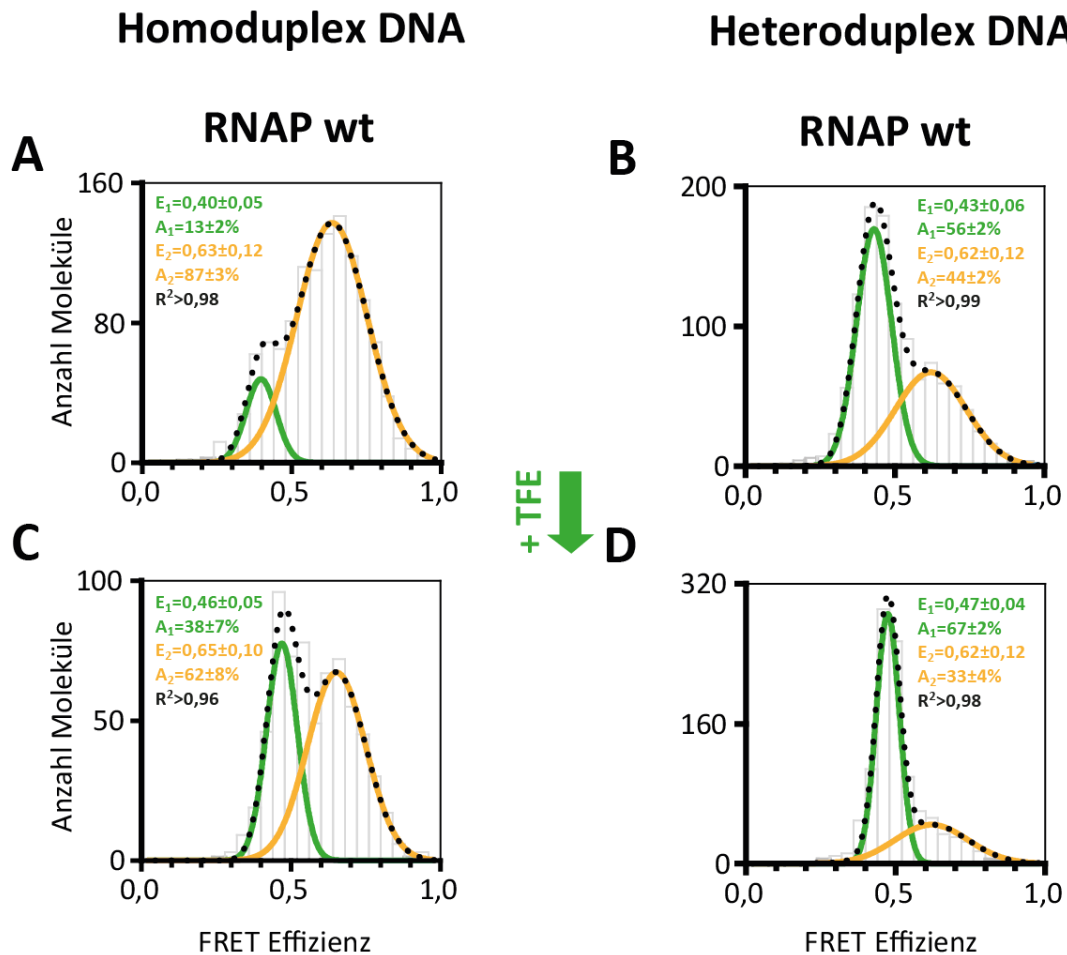 Homoduplex DNA
Heteroduplex DNA
RNAP wt
RNAP wt
A
160
80
0
Anzahl Moleküle
E₁=0,40±0,05
A₁=13±2%
E₂=0,63±0,12
A₂=87±3%
R²>0,98
0,0
0,5
1,0
B
200
100
0
E₁=0,43±0,06
A₁=56±2%
E₂=0,62±0,12
A₂=44±2%
R²>0,99
0,0
0,5
1,0
+ TFE
C
100
50
0
Anzahl Moleküle
E₁=0,46±0,05
A₁=38±7%
E₂=0,65±0,10
A₂=62±8%
R²>0,96
0,0
0,5
1,0
FRET Effizienz
D
320
160
0
E₁=0,47±0,04
A₁=67±2%
E₂=0,62±0,12
A₂=33±4%
R²>0,98
0,0
0,5
1,0
FRET Effizienz